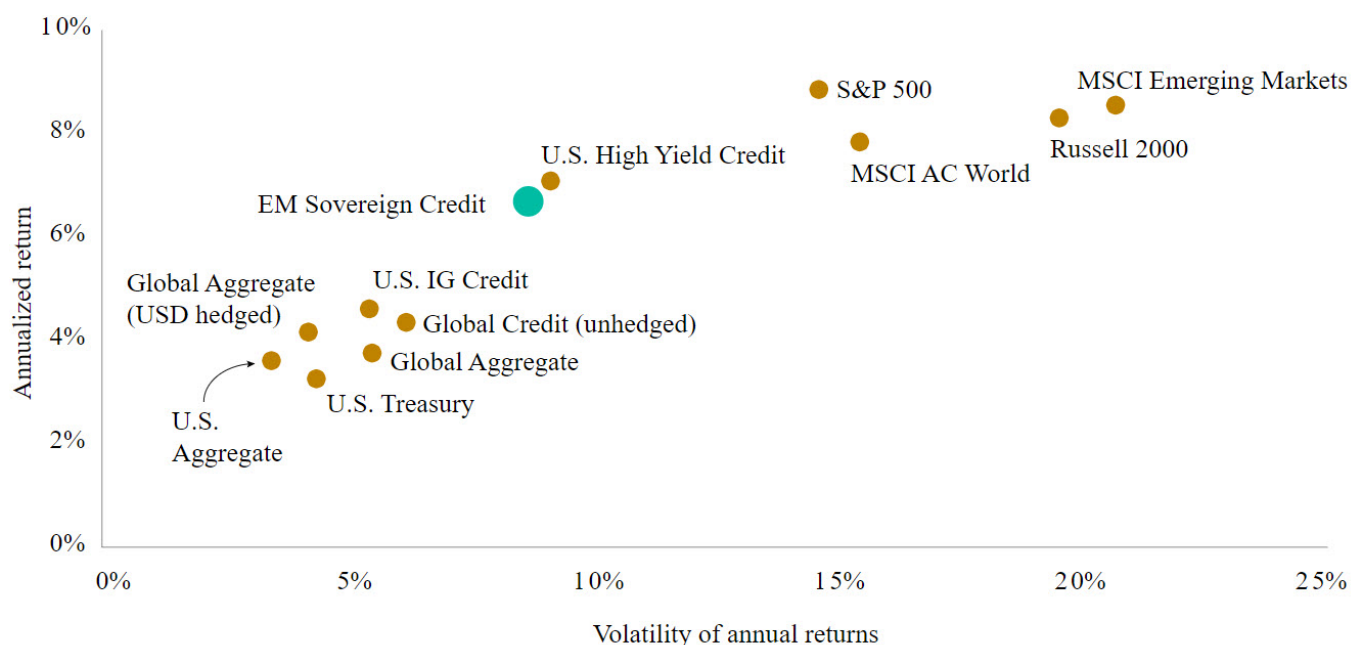 10%
S&P 500
MSCI Emerging Markets
8%
Russell 2000
U.S. High Yield Credit
MSCI AC World
EM Sovereign Credit
6%
Annualized return
Global Aggregate
(USD hedged)
U.S. IG Credit
Global Credit (unhedged)
4%
Global Aggregate
U.S. Treasury
U.S.
Aggregate
2%
0%
0%
5%
10%
15%
20%
25%
Volatility of annual returns